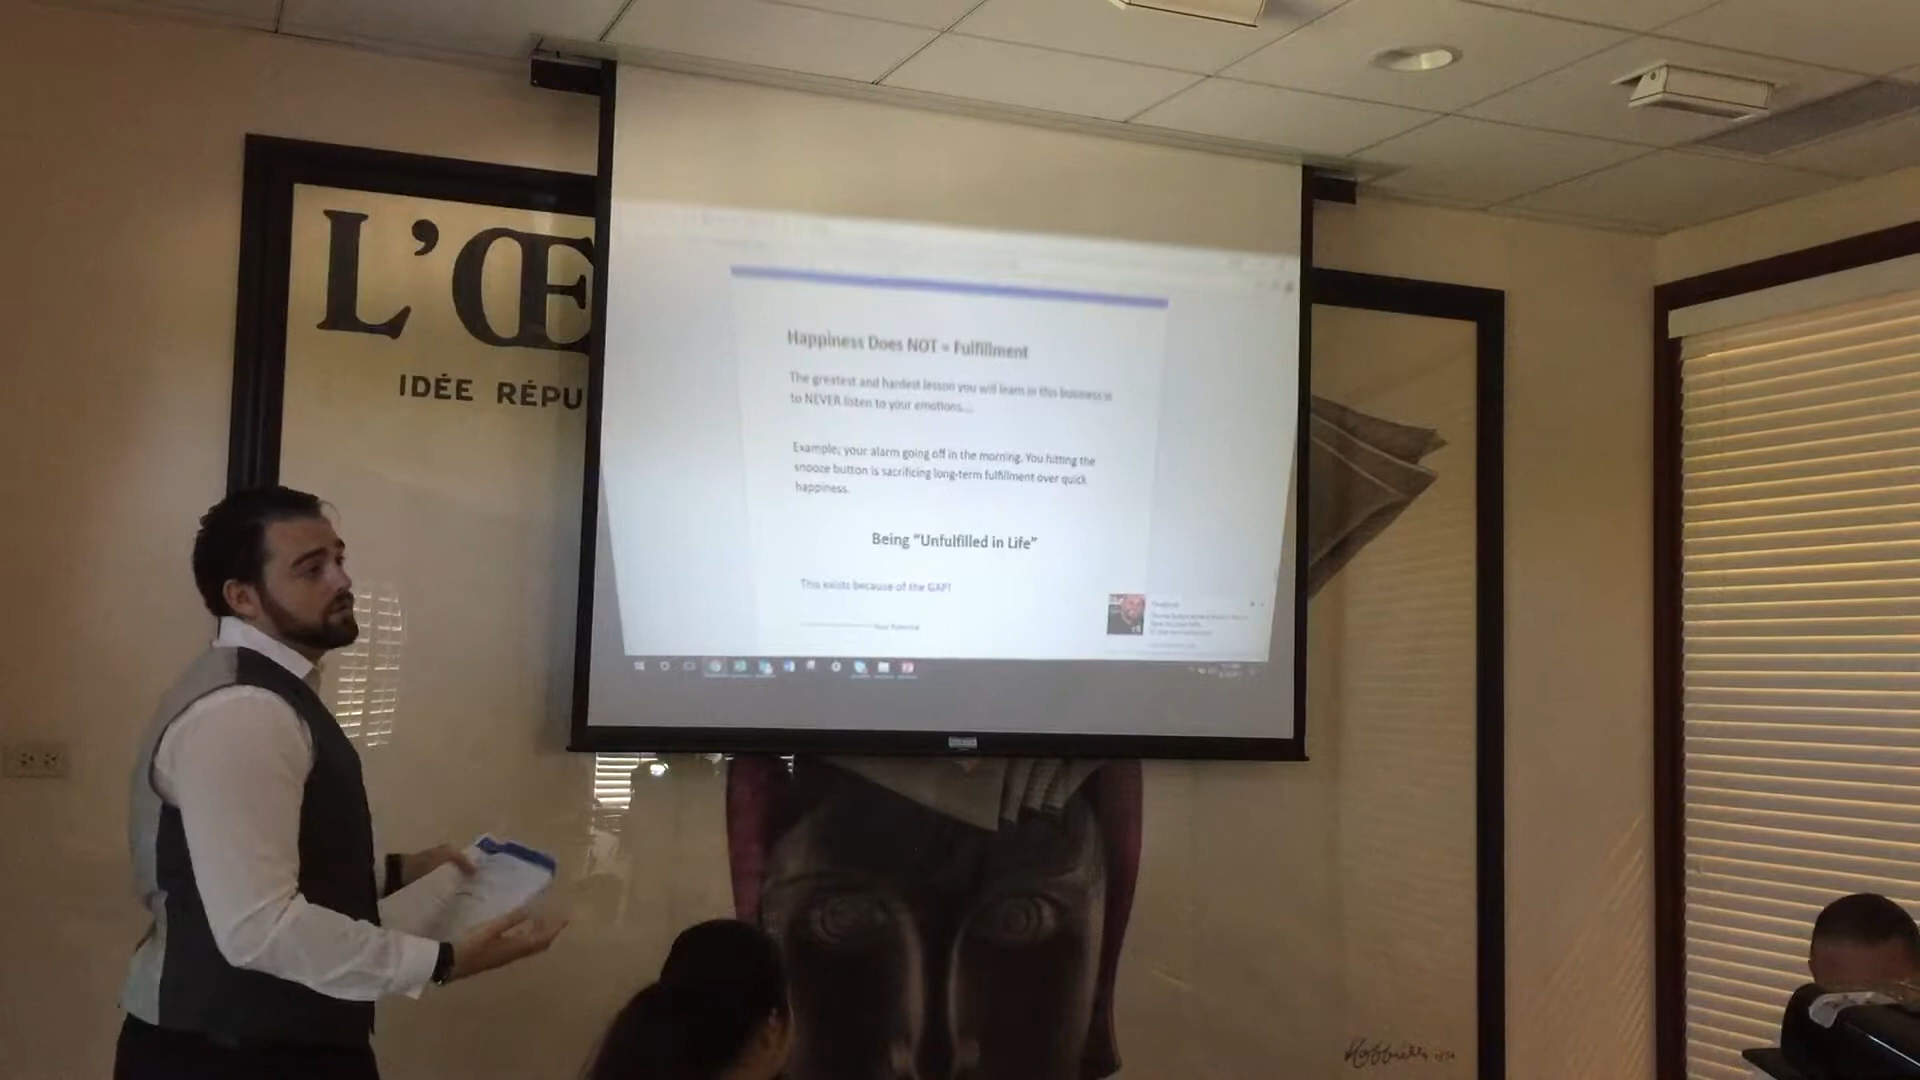 L'Œ
IDÉE RÉPU
Happiness Does NOT = Fulfillment
The greatest and hardest lesson you will learn in this business is
to NEVER listen to your emotions....
Example; your alarm going off in the morning. You hitting the
snooze button is sacrificing long-term fulfillment over quick
happiness.
Being “Unfulfilled in Life”
This exists because of the GAP!
Your Potential